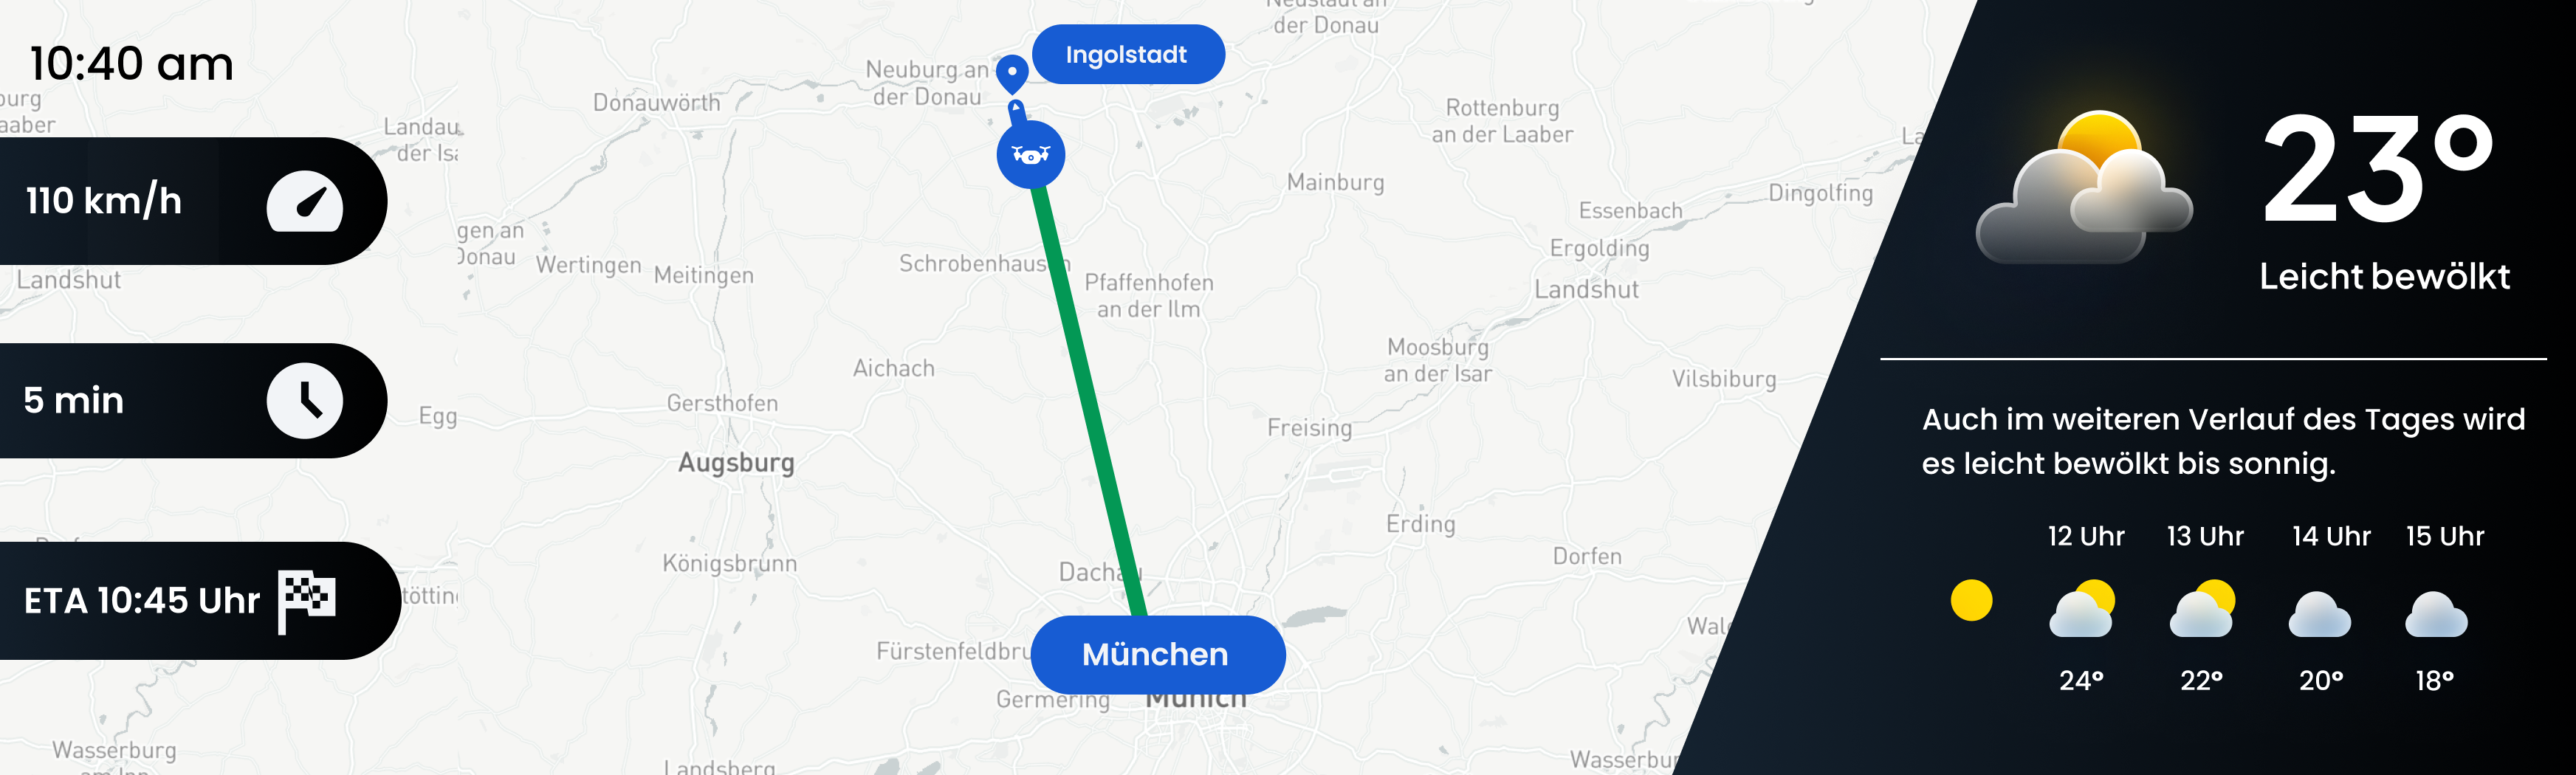 10:40 am
110 km/h
5 min
ETA 10:45 Uhr
burg
aaber
Landau
der Isa
Landshut
Egg
Wasserburg
am Inn
Donauwörth
gen an
Donau
Wertingen
Meitingen
Neuburg an
der Donau
Ingolstadt
Neustadt an
der Donau
Rottenburg
an der Laaber
Mainburg
Dingolfing
Essenbach
Ergolding
Landshut
Schrobenhausen
Pfaffenhofen
an der Ilm
Aichach
Moosburg
an der Isar
Vilsbiburg
Gersthofen
Augsburg
Freising
Erding
Dorfen
Königsbrunn
Dachau
Fürstenfeldbru
München
Germering
Munich
Landsberg
Wasserbur
La
23°
Leicht bewölkt
Auch im weiteren Verlauf des Tages wird
es leicht bewölkt bis sonnig.
12 Uhr 13 Uhr 14 Uhr 15 Uhr
24° 22° 20° 18°